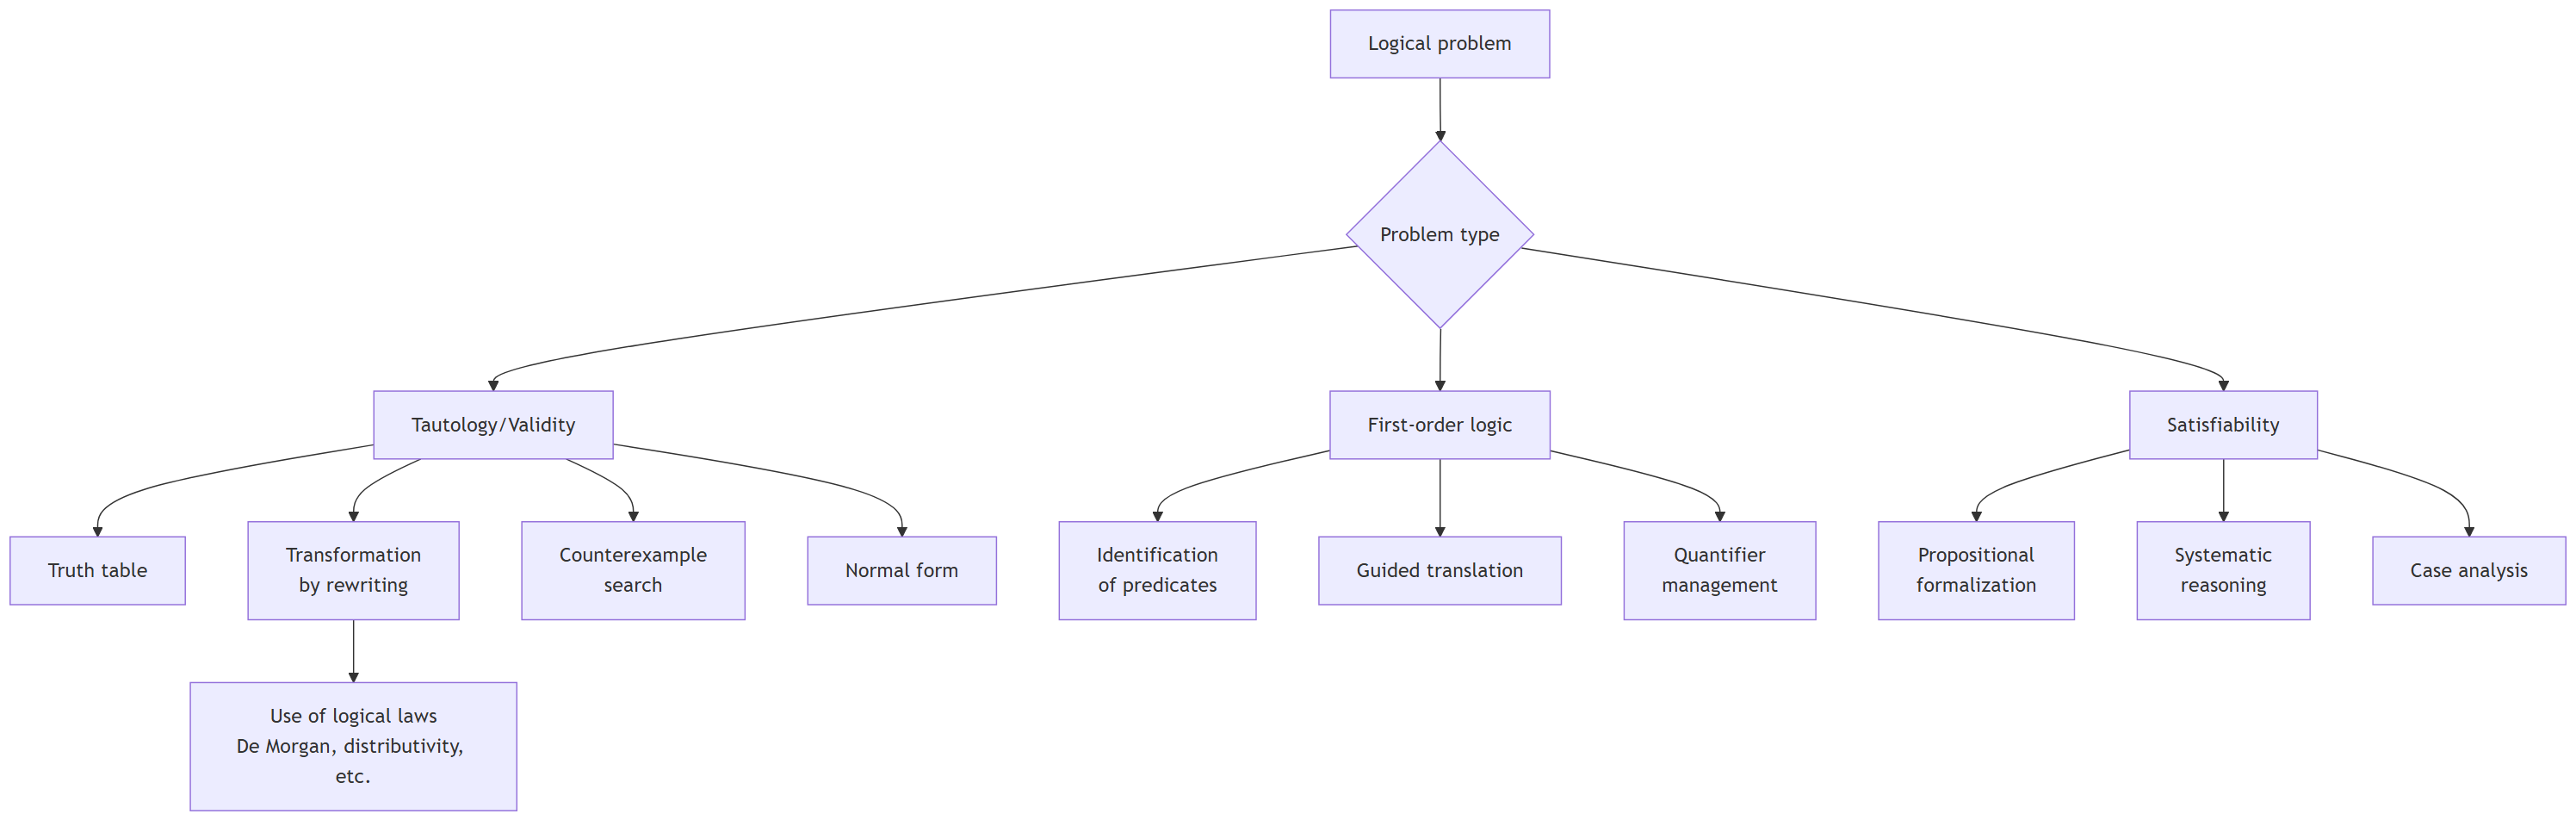 Logical problem
Problem type
Tautology/Validity
First-order logic
Satisfiability
Truth table
Transformation
by rewriting
Counterexample
search
Normal form
Identification
of predicates
Guided translation
Quantifier
management
Propositional
formalization
Systematic
reasoning
Case analysis
Use of logical laws
De Morgan, distributivity,
etc.